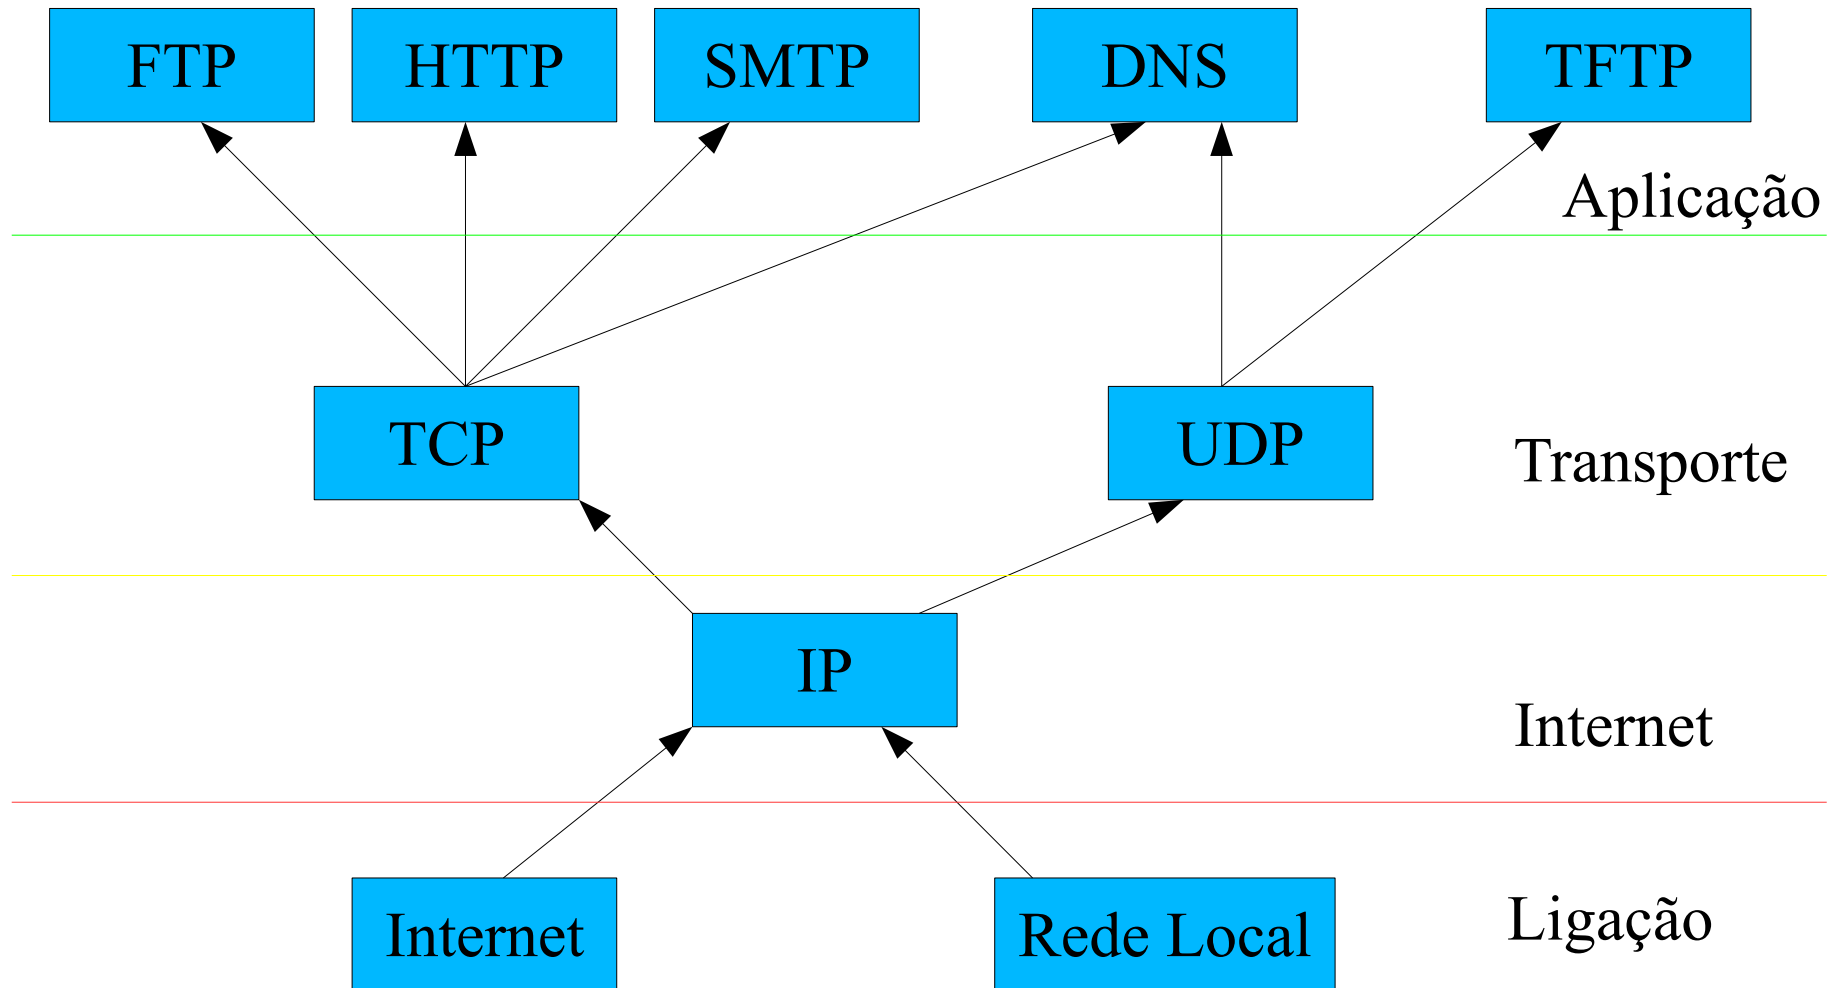 FTP
HTTP
SMTP
DNS
TFTP
Aplicação
TCP
UDP
Transporte
IP
Internet
Internet
Rede Local
Ligação